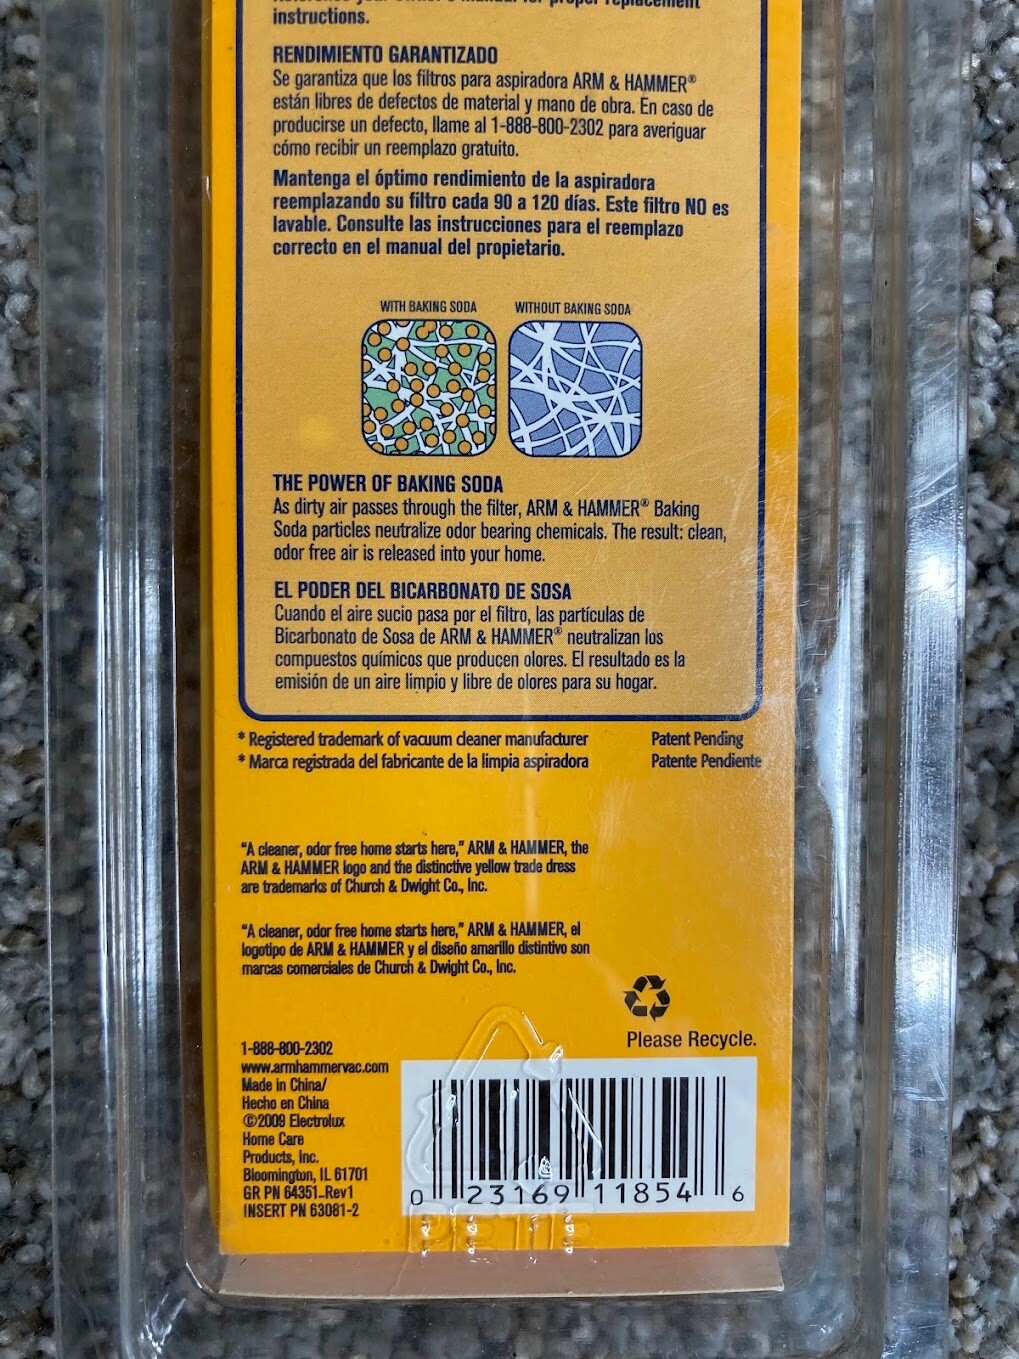 Reference your owner's manual for proper replacement
instructions.
RENDIMIENTO GARANTIZADO
Se garantiza que los filtros para aspiradora ARM & HAMMER®
están libres de defectos de material y mano de obra. En caso de
producirse un defecto, llame al 1-888-800-2302 para averiguar
cómo recibir un reemplazo gratuito.
Mantenga el óptimo rendimiento de la aspiradora
reemplazando su filtro cada 90 a 120 días. Este filtro NO es
lavable. Consulte las instrucciones para el reemplazo
correcto en el manual del propietario.
WITH BAKING SODA WITHOUT BAKING SODA
THE POWER OF BAKING SODA
As dirty air passes through the filter, ARM & HAMMER® Baking
Soda particles neutralize odor bearing chemicals. The result: clean,
odor free air is released into your home.
EL PODER DEL BICARBONATO DE SOSA
Cuando el aire sucio pasa por el filtro, las partículas de
Bicarbonato de Sosa de ARM & HAMMER® neutralizan los
compuestos químicos que producen olores. El resultado es la
emisión de un aire limpio y libre de olores para su hogar.
* Registered trademark of vacuum cleaner manufacturer Patent Pending
* Marca registrada del fabricante de la limpia aspiradora Patente Pendiente
"A cleaner, odor free home starts here," ARM & HAMMER, the
ARM & HAMMER logo and the distinctive yellow trade dress
are trademarks of Church & Dwight Co., Inc.
"A cleaner, odor free home starts here," ARM & HAMMER, el
logotipo de ARM & HAMMER y el diseño amarillo distintivo son
marcas comerciales de Church & Dwight Co., Inc.
Please Recycle.
1-888-800-2302
www.armhammervac.com
Made in China/
Hecho en China
©2009 Electrolux
Home Care
Products, Inc.
Bloomington, IL 61701
GR PN 64351_Rev1
INSERT PN 63081-2
0 23169 11854 6
PETE